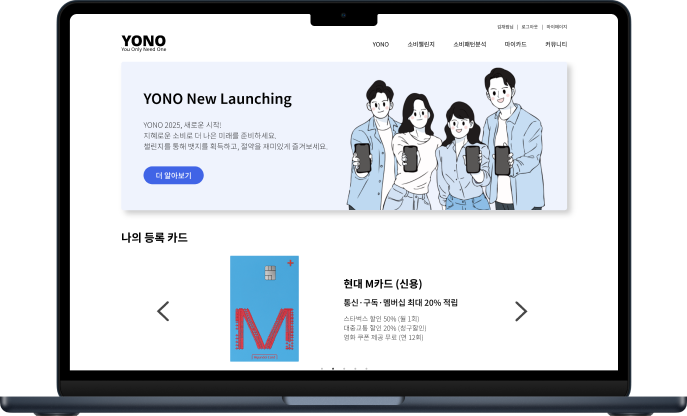 김채원님 | 로그아웃 | 마이페이지
YONO
You Only Need One
YONO 소비챌린지 소비패턴분석 마이카드 커뮤니티
YONO New Launching
YONO 2025, 새로운 시작!
지혜로운 소비로 더 나은 미래를 준비하세요.
챌린지를 통해 뱃지를 획득하고, 절약을 재미있게 즐겨보세요.
더 알아보기
나의 등록 카드
M
현대 M카드 (신용)
통신·구독·멤버십 최대 20% 적립
스타벅스 할인 50% (월 1회)
대중교통 할인 20% (청구할인)
영화 쿠폰 제공 무료 (연 12회)